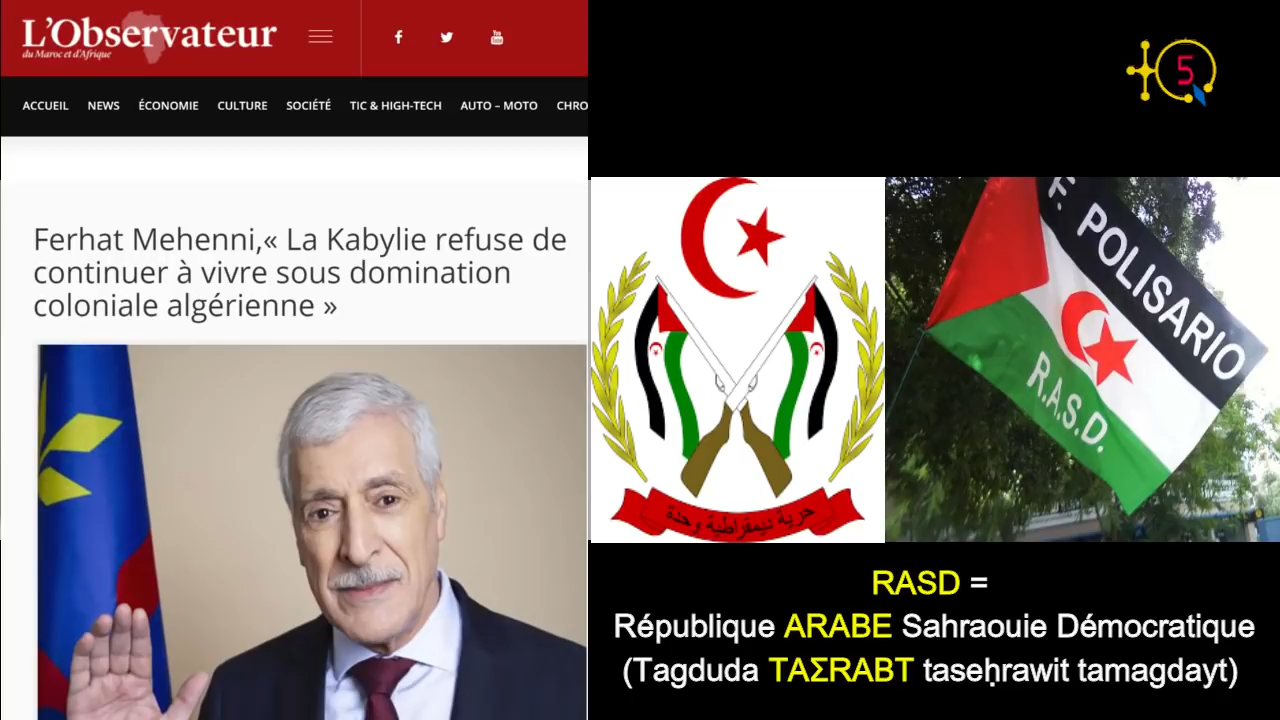 L'Observateur
du Maroc et d'Afrique
ACCUEIL NEWS ÉCONOMIE CULTURE SOCIÉTÉ TIC & HIGH-TECH AUTO – MOTO CHRO
Ferhat Mehenni,« La Kabylie refuse de
continuer à vivre sous domination
coloniale algérienne »
5
حرية ديمقراطية وحدة
F. POLISARIO
R.A.S.D.
RASD =
République ARABE Sahraouie Démocratique
(Tagduda TAΣRABT taseḥrawit tamagdayt)